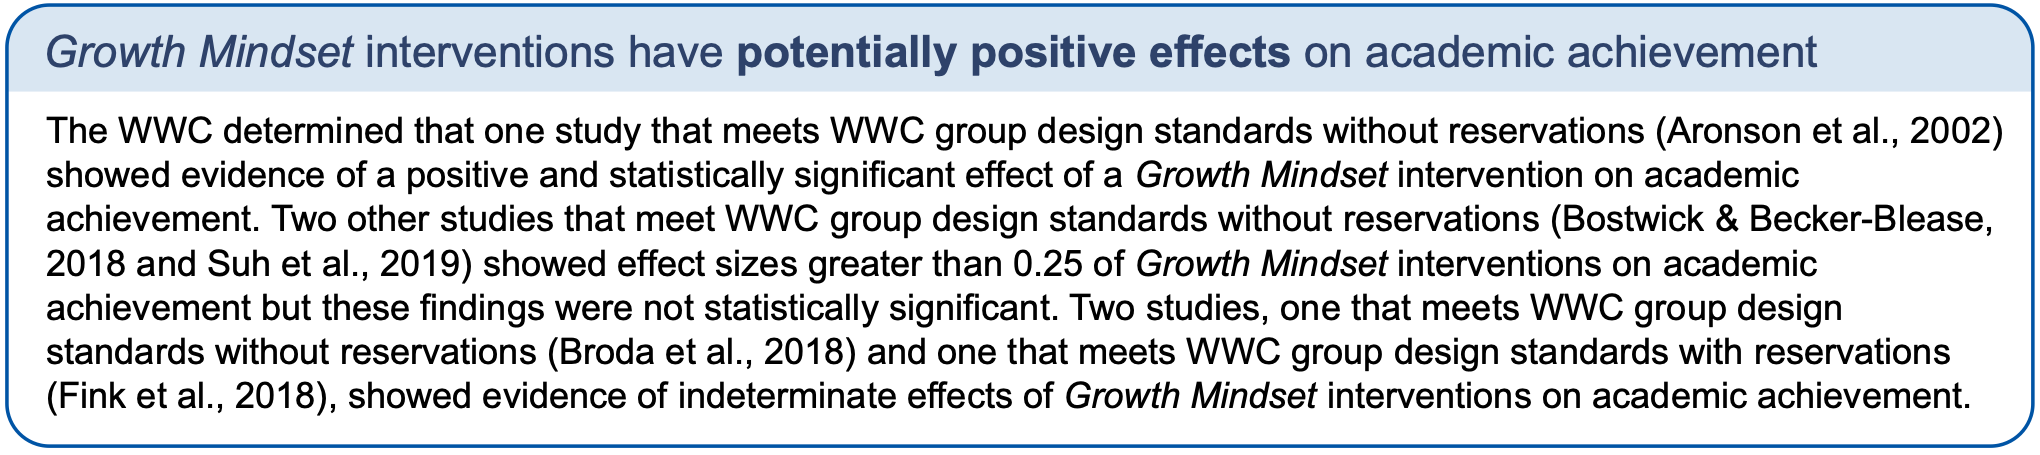 Growth Mindset interventions have potentially positive effects on academic achievement
The WWC determined that one study that meets WWC group design standards without reservations (Aronson et al., 2002)
showed evidence of a positive and statistically significant effect of a Growth Mindset intervention on academic
achievement. Two other studies that meet WWC group design standards without reservations (Bostwick & Becker-Blease,
2018 and Suh et al., 2019) showed effect sizes greater than 0.25 of Growth Mindset interventions on academic
achievement but these findings were not statistically significant. Two studies, one that meets WWC group design
standards without reservations (Broda et al., 2018) and one that meets WWC group design standards with reservations
(Fink et al., 2018), showed evidence of indeterminate effects of Growth Mindset interventions on academic achievement.